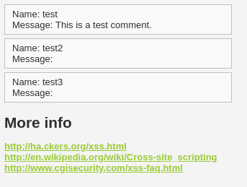 Name: test
Message: This is a test comment.
Name: test2
Message:
Name: test3
Message:
More info
http://ha.ckers.org/xss.html
http://en.wikipedia.org/wiki/Cross-site_scripting
http://www.cgisecurity.com/xss-faq.html